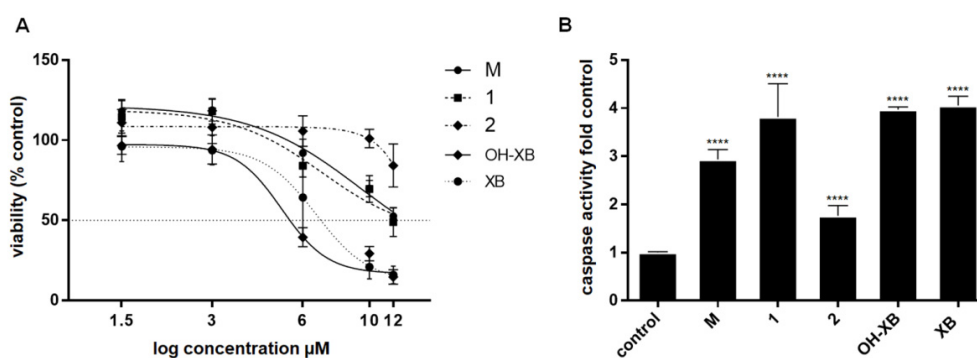 A
viability (% control)
150
100
50
0
1.5
3
6
10 12
log concentration µM
M
1
2
OH-XB
XB
B
caspase activity fold control
5
4
3
2
1
0
****
****
****
****
****
control
M
1
2
OH-XB
XB